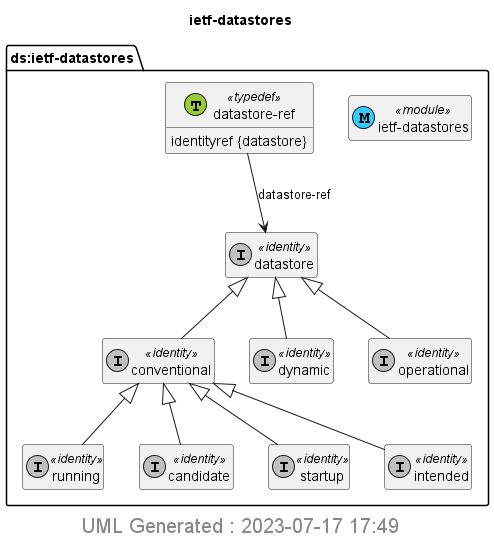 ietf-datastores
ds:ietf-datastores
T
«typedef»
datastore-ref
identityref {datastore}
M
«module»
ietf-datastores
datastore-ref
I
«identity»
datastore
I
«identity»
conventional
I
«identity»
dynamic
I
«identity»
operational
I
«identity»
running
I
«identity»
candidate
I
«identity»
startup
I
«identity»
intended
UML Generated : 2023-07-17 17:49